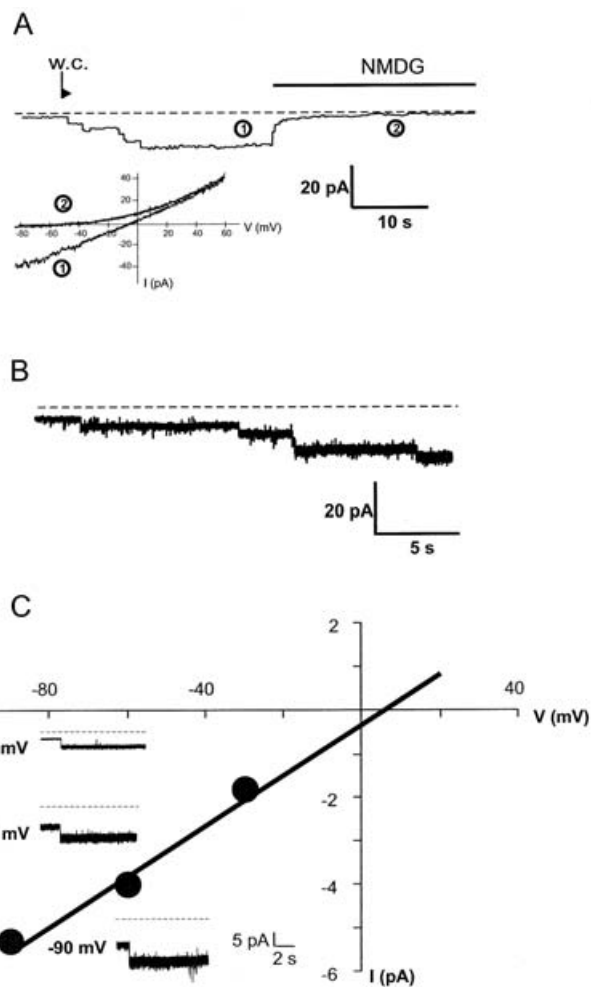 A
W.C.
NMDG
①
②
20 pA
10 s
40
20
②
-80 -60 -40 -20 20 40 60 V (mV)
-20
-40
①
I (pA)
B
20 pA
5 s
C
2
-80 -40 40
V (mV)
mV
-2
mV
-4
-90 mV
5 pA
2 s
-6
I (pA)